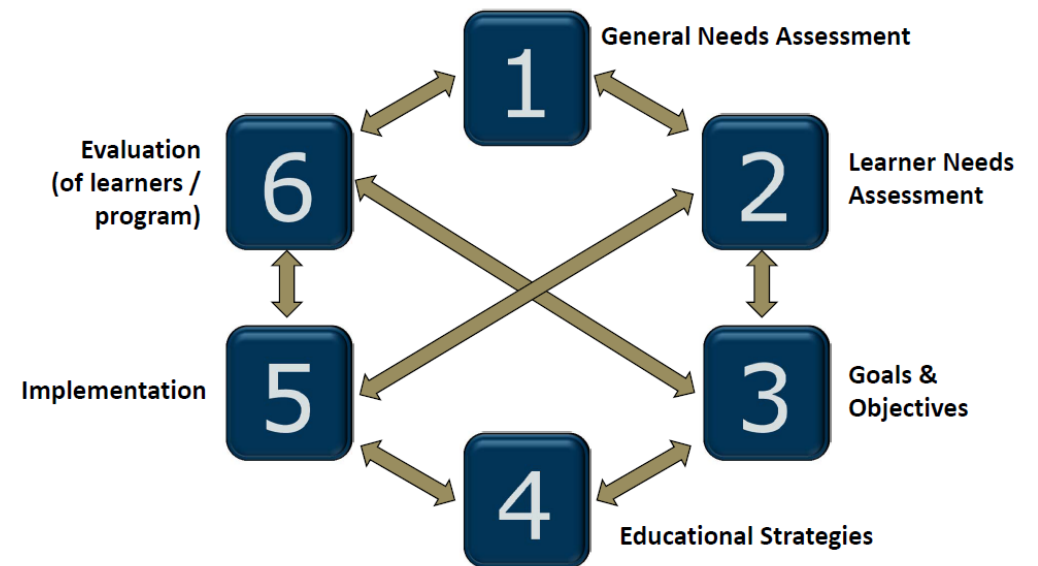 1
General Needs Assessment
2
Learner Needs
Assessment
3
Goals &
Objectives
4
Educational Strategies
5
Implementation
6
Evaluation
(of learners /
program)